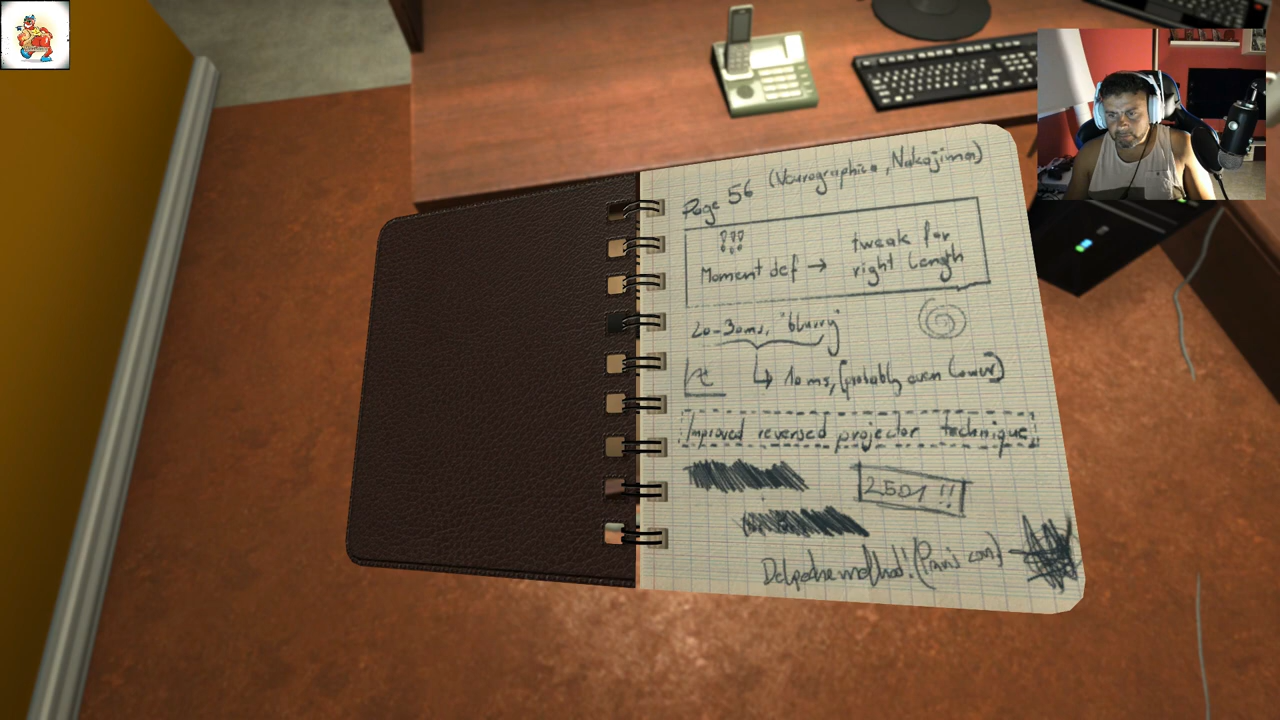 Page 56 (Neurographica, Nakajima)
???
Moment def → tweak for
right length
20-30ms, "blurry"
t
10 ms, (probably even lower)
Improved reversed projector technique
2501 !!
Delpeche method! (Paris con)